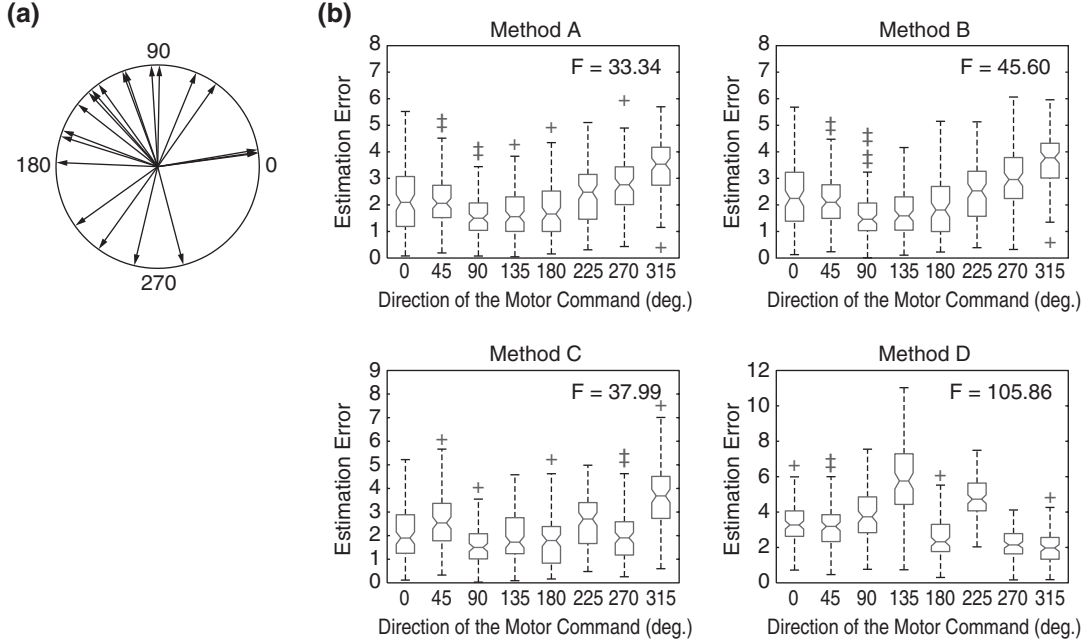 (a)
90
180
0
270
(b)
Method A
F = 33.34
Estimation Error
8
7
6
5
4
3
2
1
0
0 45 90 135 180 225 270 315
Direction of the Motor Command (deg.)
Method B
F = 45.60
Estimation Error
8
7
6
5
4
3
2
1
0
0 45 90 135 180 225 270 315
Direction of the Motor Command (deg.)
Method C
F = 37.99
Estimation Error
9
8
7
6
5
4
3
2
1
0
0 45 90 135 180 225 270 315
Direction of the Motor Command (deg.)
Method D
F = 105.86
Estimation Error
12
10
8
6
4
2
0
0 45 90 135 180 225 270 315
Direction of the Motor Command (deg.)